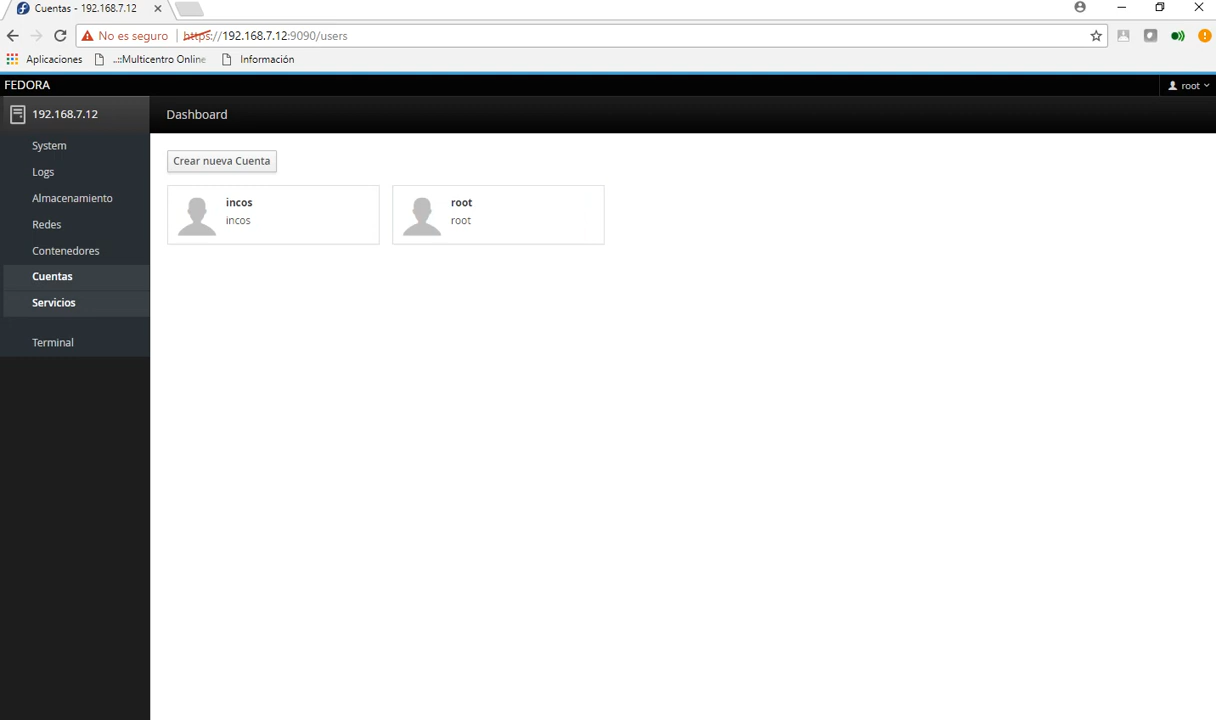 Cuentas - 192.168.7.12
No es seguro https://192.168.7.12:9090/users
Aplicaciones ..::Multicentro Online Información
FEDORA root
192.168.7.12 Dashboard
System
Logs
Almacenamiento
Redes
Contenedores
Cuentas
Servicios
Terminal
Crear nueva Cuenta
incos
incos
root
root